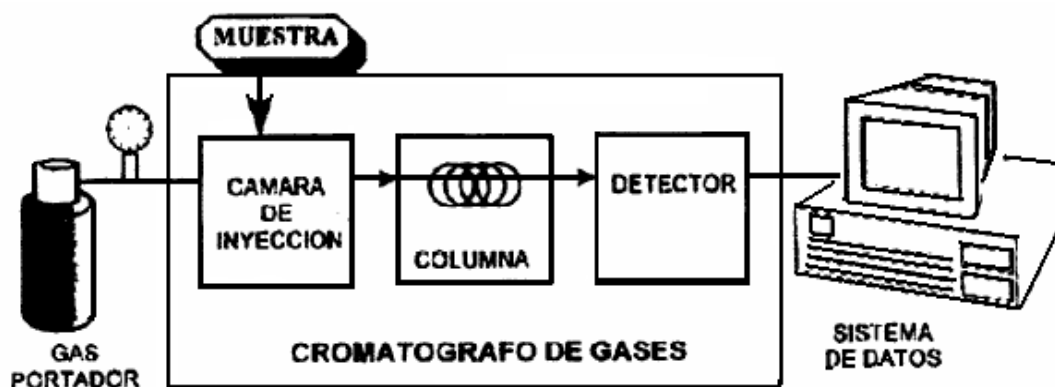 MUESTRA
CAMARA
DE
INYECCION
COLUMNA
DETECTOR
GAS
PORTADOR
CROMATOGRAFO DE GASES
SISTEMA
DE DATOS